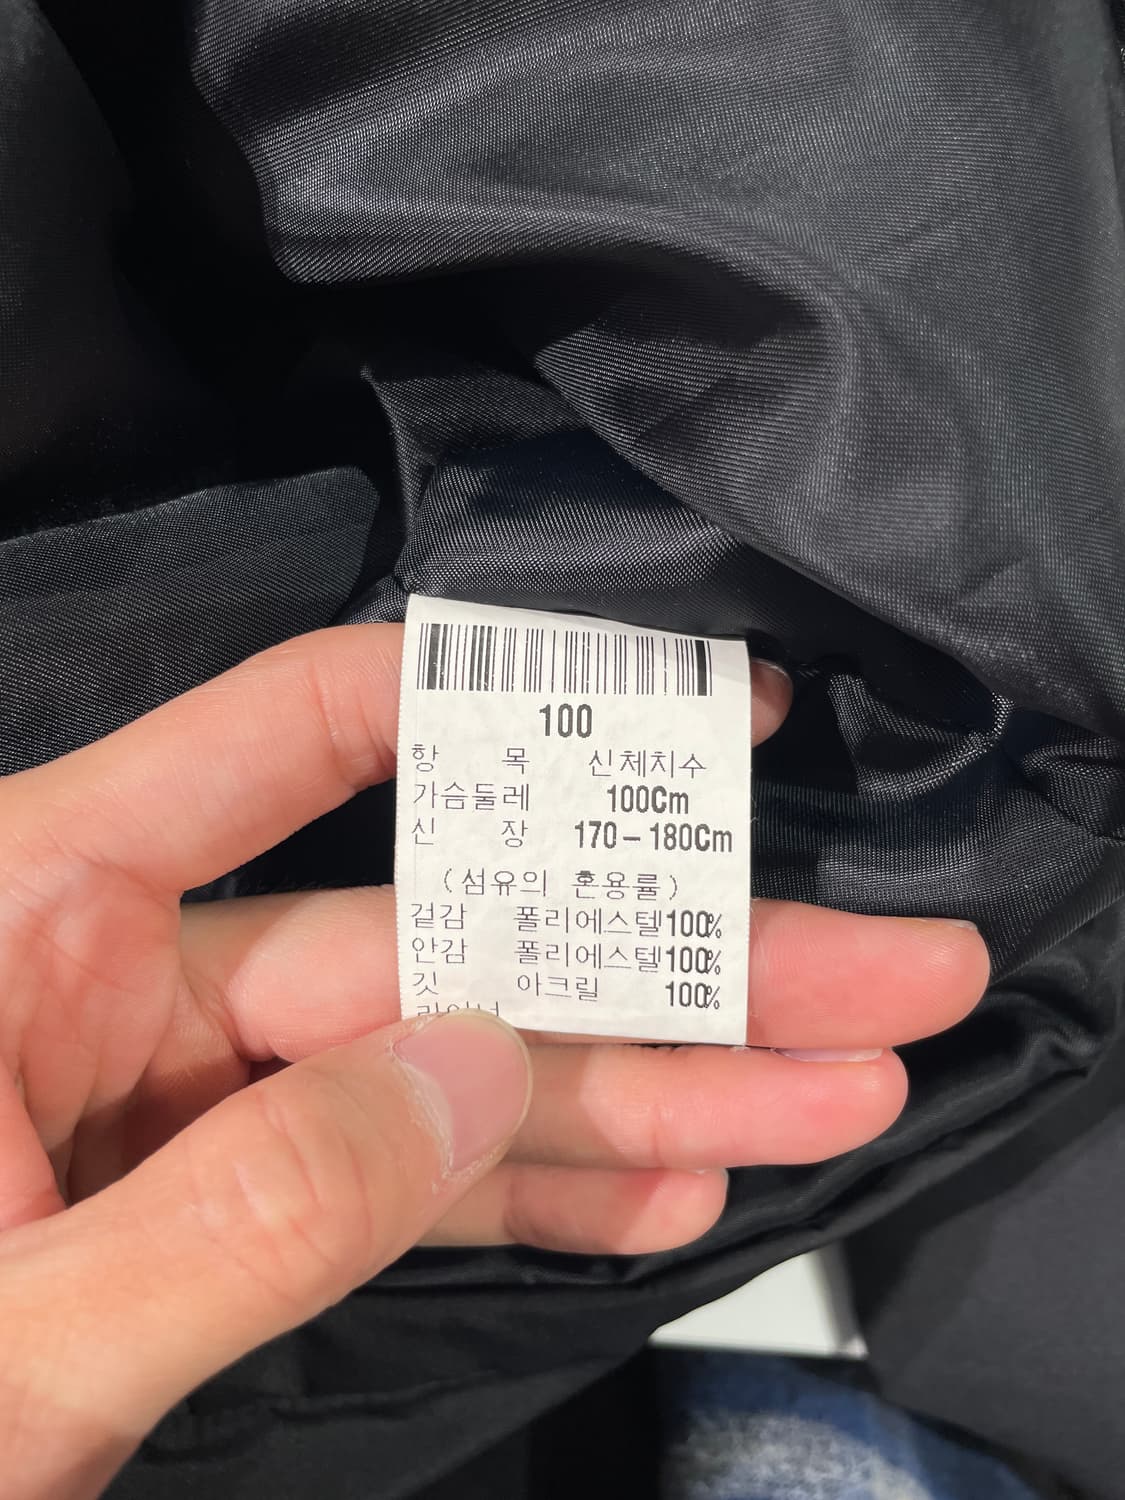 100
항 목 신체치수
가슴둘레 100Cm
신 장 170-180Cm
(섬유의 혼용률)
겉감 폴리에스텔100%
안감 폴리에스텔100%
깃 아크릴 100%